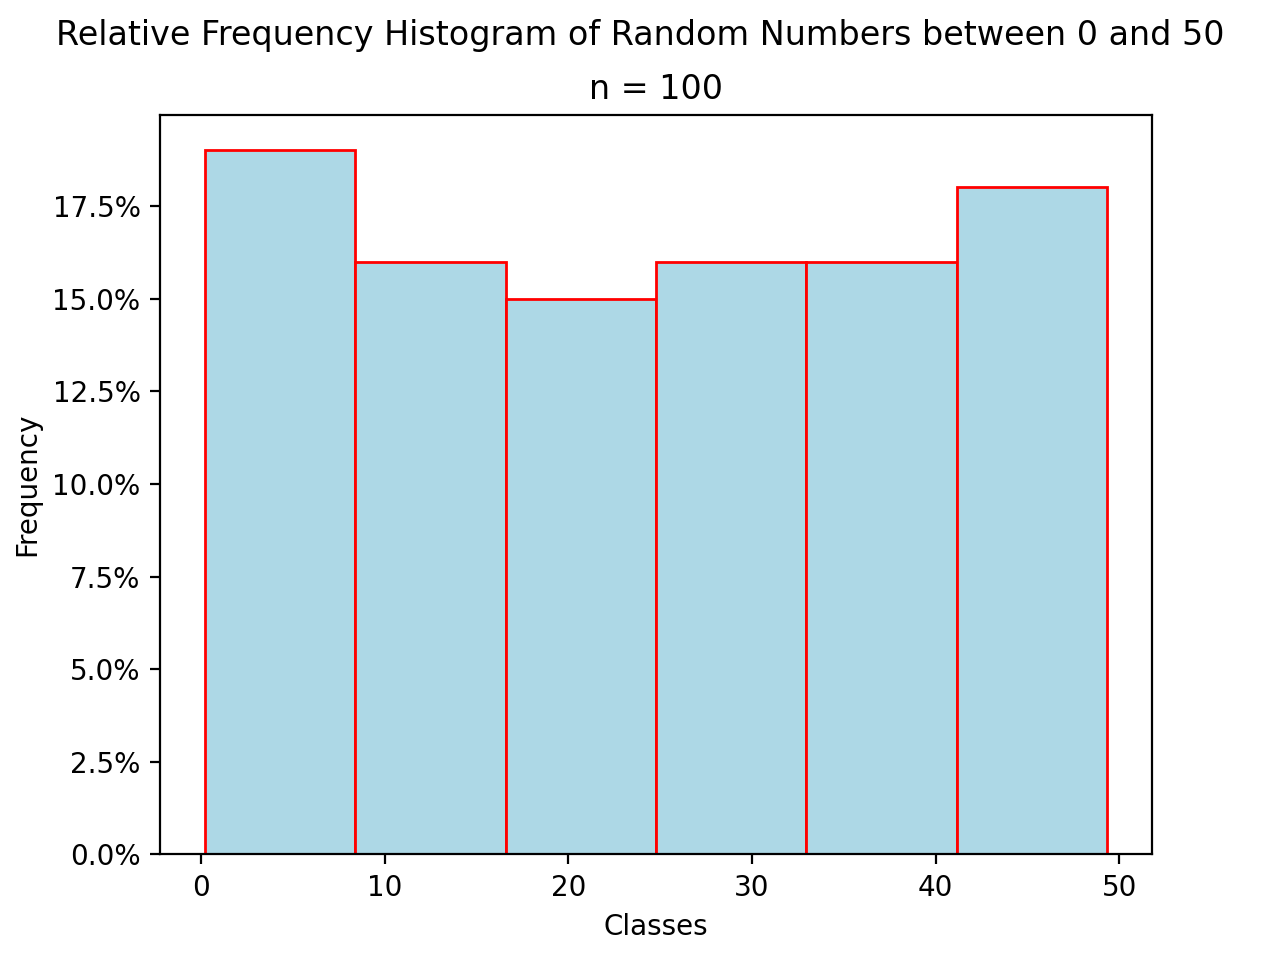 Relative Frequency Histogram of Random Numbers between 0 and 50
n = 100
17.5%
15.0%
12.5%
10.0%
7.5%
5.0%
2.5%
0.0%
Frequency
0 10 20 30 40 50
Classes